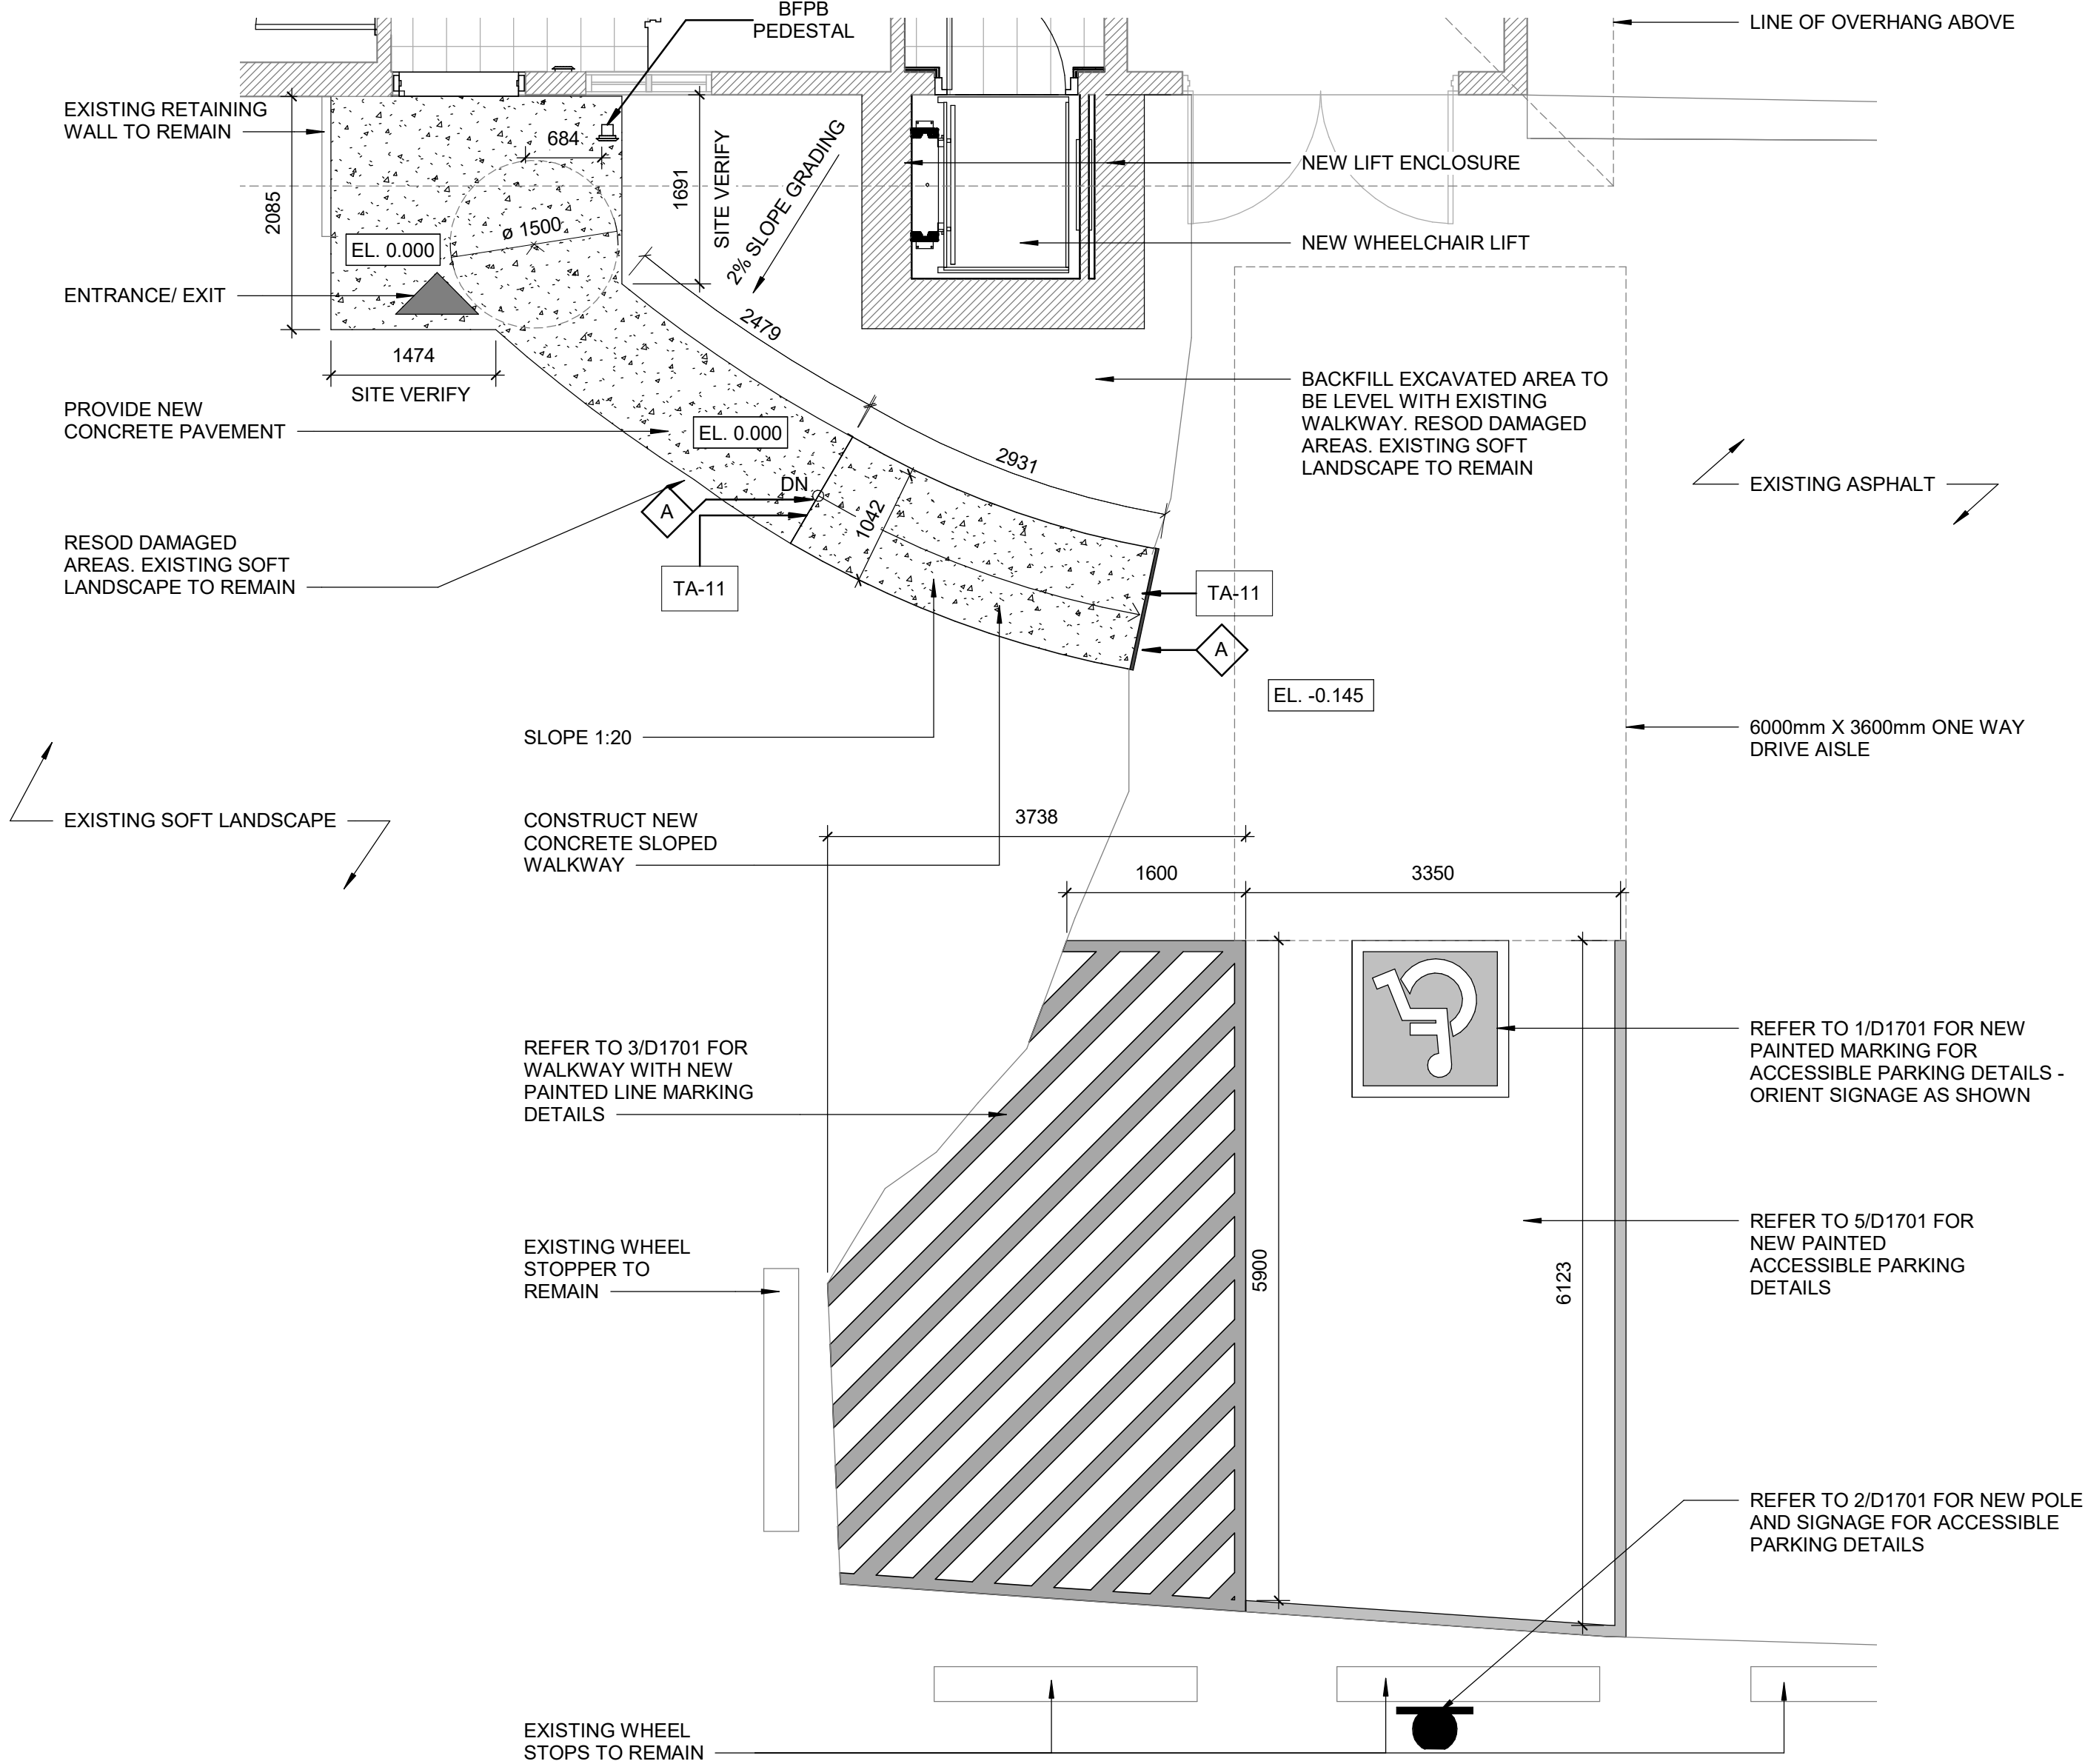 BFPB
PEDESTAL
LINE OF OVERHANG ABOVE
EXISTING RETAINING
WALL TO REMAIN
684
1691
SITE VERIFY
2% SLOPE GRADING
NEW LIFT ENCLOSURE
2085
ø 1500
EL. 0.000
NEW WHEELCHAIR LIFT
ENTRANCE/ EXIT
2479
1474
SITE VERIFY
BACKFILL EXCAVATED AREA TO
BE LEVEL WITH EXISTING
WALKWAY. RESOD DAMAGED
AREAS. EXISTING SOFT
LANDSCAPE TO REMAIN
PROVIDE NEW
CONCRETE PAVEMENT
EL. 0.000
2931
EXISTING ASPHALT
DN
A
1042
RESOD DAMAGED
AREAS. EXISTING SOFT
LANDSCAPE TO REMAIN
TA-11
TA-11
A
EL. -0.145
SLOPE 1:20
6000mm X 3600mm ONE WAY
DRIVE AISLE
EXISTING SOFT LANDSCAPE
CONSTRUCT NEW
CONCRETE SLOPED
WALKWAY
3738
1600
3350
REFER TO 3/D1701 FOR
WALKWAY WITH NEW
PAINTED LINE MARKING
DETAILS
REFER TO 1/D1701 FOR NEW
PAINTED MARKING FOR
ACCESSIBLE PARKING DETAILS -
ORIENT SIGNAGE AS SHOWN
EXISTING WHEEL
STOPPER TO
REMAIN
5900
6123
REFER TO 5/D1701 FOR
NEW PAINTED
ACCESSIBLE PARKING
DETAILS
REFER TO 2/D1701 FOR NEW POLE
AND SIGNAGE FOR ACCESSIBLE
PARKING DETAILS
EXISTING WHEEL
STOPS TO REMAIN